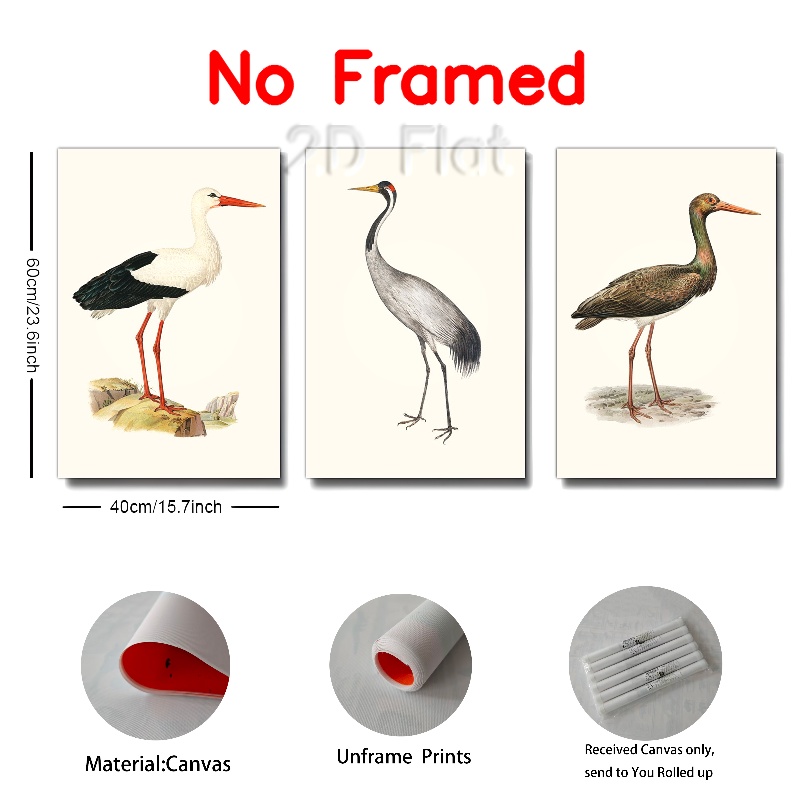 No Framed
2D Flat
60cm/23.6inch
40cm/15.7inch
Material:Canvas
Unframe Prints
Received Canvas only,
send to You Rolled up